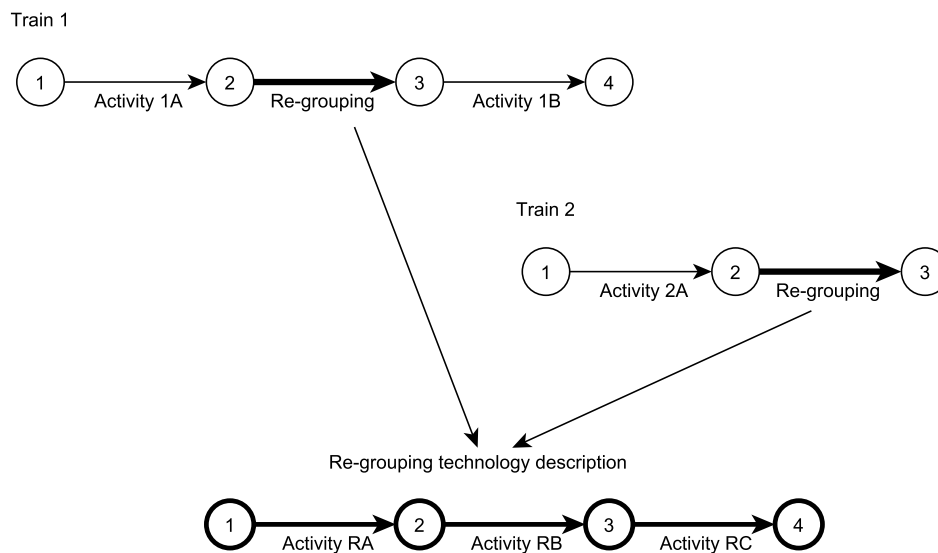 Train 1
1
2
3
4
Activity 1A
Re-grouping
Activity 1B
Train 2
1
2
3
Activity 2A
Re-grouping
Re-grouping technology description
1
2
3
4
Activity RA
Activity RB
Activity RC